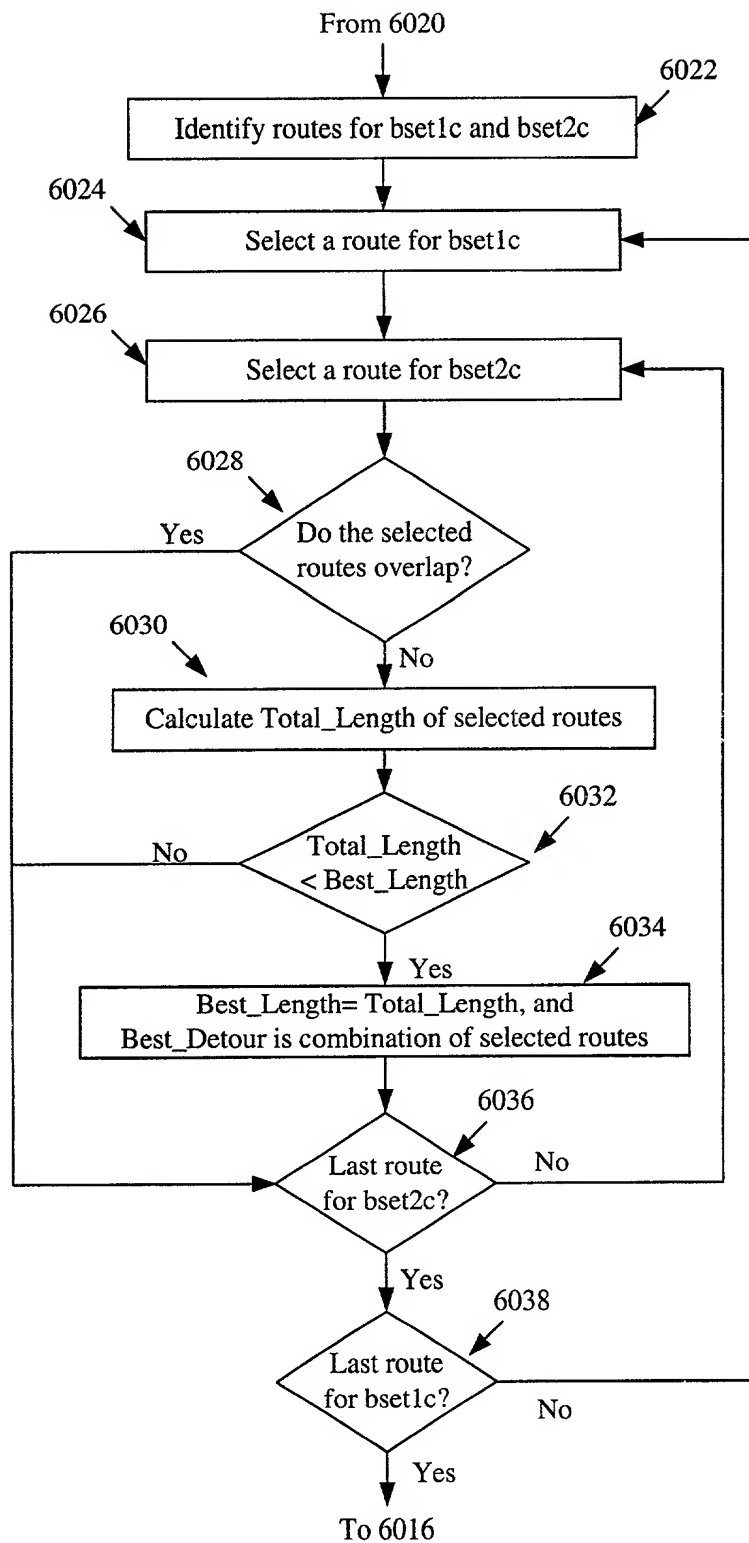 From 6020
6022
Identify routes for bset1c and bset2c
6024
Select a route for bset1c
6026
Select a route for bset2c
6028
Yes
Do the selected
routes overlap?
6030
No
Calculate Total_Length of selected routes
6032
No
Total_Length
< Best_Length
6034
Yes
Best_Length= Total_Length, and
Best_Detour is combination of selected routes
6036
Last route
for bset2c?
No
Yes
6038
Last route
for bset1c?
No
Yes
To 6016